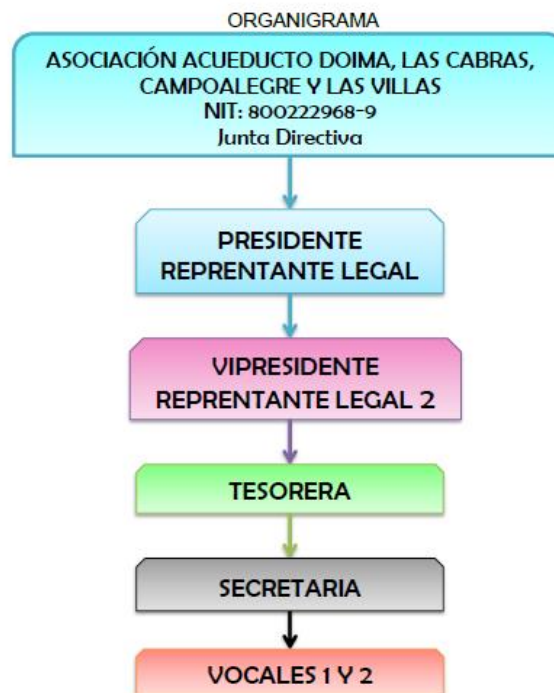 ORGANIGRAMA
ASOCIACIÓN ACUEDUCTO DOIMA, LAS CABRAS,
CAMPOALEGRE Y LAS VILLAS
NIT: 800222968-9
Junta Directiva
PRESIDENTE
REPRENTANTE LEGAL
VIPRESIDENTE
REPRENTANTE LEGAL 2
TESORERA
SECRETARIA
VOCALES 1 Y 2